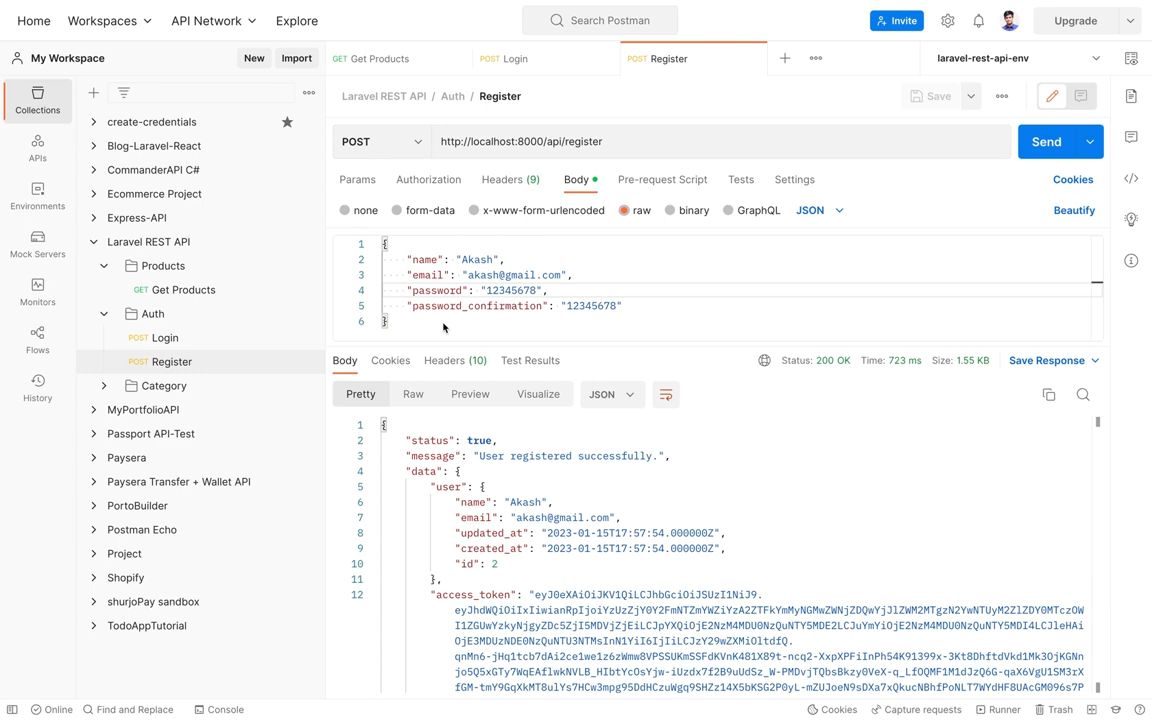 Home Workspaces API Network Explore Search Postman Invite Upgrade
My Workspace New Import GET Get Products POST Login POST Register laravel-rest-api-env
Collections
APIs
Environments
Mock Servers
Monitors
Flows
History
create-credentials
Blog-Laravel-React
CommanderAPI C#
Ecommerce Project
Express-API
Laravel REST API
Products
GET Get Products
Auth
POST Login
POST Register
Category
MyPortfolioAPI
Passport API-Test
Paysera
Paysera Transfer + Wallet API
PortoBuilder
Postman Echo
Project
Shopify
shurjoPay sandbox
TodoAppTutorial
Laravel REST API / Auth / Register Save
POST http://localhost:8000/api/register Send
Params Authorization Headers (9) Body Pre-request Script Tests Settings Cookies
none form-data x-www-form-urlencoded raw binary GraphQL JSON Beautify
1 {
2 "name": "Akash",
3 "email": "akash@gmail.com",
4 "password": "12345678",
5 "password_confirmation": "12345678"
6 }
Body Cookies Headers (10) Test Results Status: 200 OK Time: 723 ms Size: 1.55 KB Save Response
Pretty Raw Preview Visualize JSON
1 {
2 "status": true,
3 "message": "User registered successfully.",
4 "data": {
5 "user": {
6 "name": "Akash",
7 "email": "akash@gmail.com",
8 "updated_at": "2023-01-15T17:57:54.000000Z",
9 "created_at": "2023-01-15T17:57:54.000000Z",
10 "id": 2
11 },
12 "access_token": "eyJ0eXAiOiJKV1QiLCJhbGciOiJSUzI1NiJ9.
Online Find and Replace Console Cookies Capture requests Runner Trash